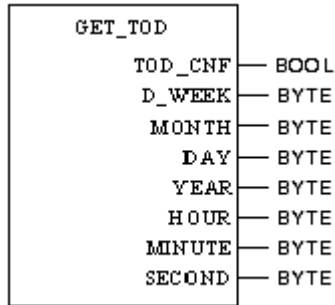 GET_TOD
TOD_CNF BOOL
D_WEEK BYTE
MONTH BYTE
DAY BYTE
YEAR BYTE
HOUR BYTE
MINUTE BYTE
SECOND BYTE